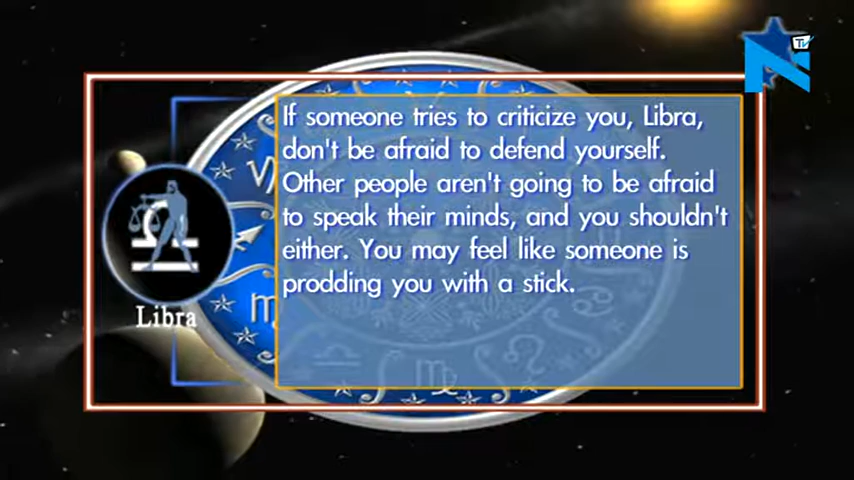 TV
N
If someone tries to criticize you, Libra,
don't be afraid to defend yourself.
Other people aren't going to be afraid
to speak their minds, and you shouldn't
either. You may feel like someone is
prodding you with a stick.
Libra